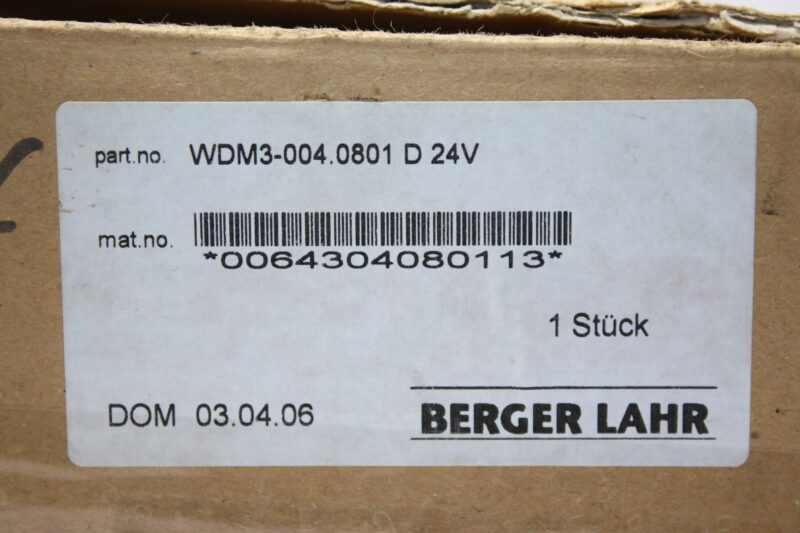 part.no. WDM3-004.0801 D 24V
mat.no.
*0064304080113*
1 Stück
DOM 03.04.06
BERGER LAHR